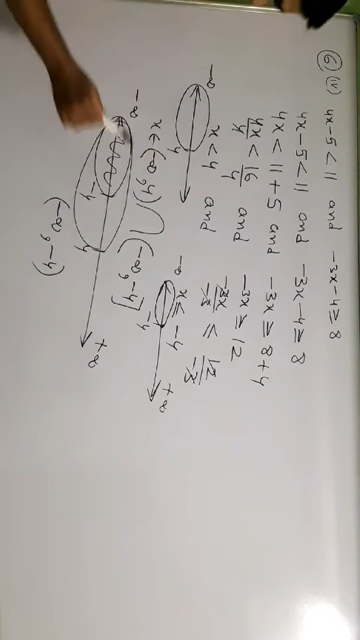 6) (v) 4x-5<11 and -3x-4≥8
4x-5<11 and -3x-4≥8
4x<11+5 and -3x≥8+4
4x/4 < 16/4 and -3x≥12
x<4 and -3x/-3 ≤ 12/-3
x≤-4
-∞ 4
-∞ -4 +∞
x∈(-∞,4) ∩ (-∞,-4]
-∞ -4 4 +∞
(-∞,-4)